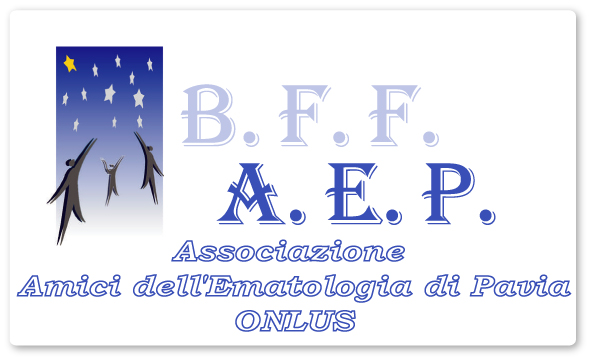 B. F. F.
A. E. P.
Associazione
Amici dell'Ematologia di Pavia
ONLUS